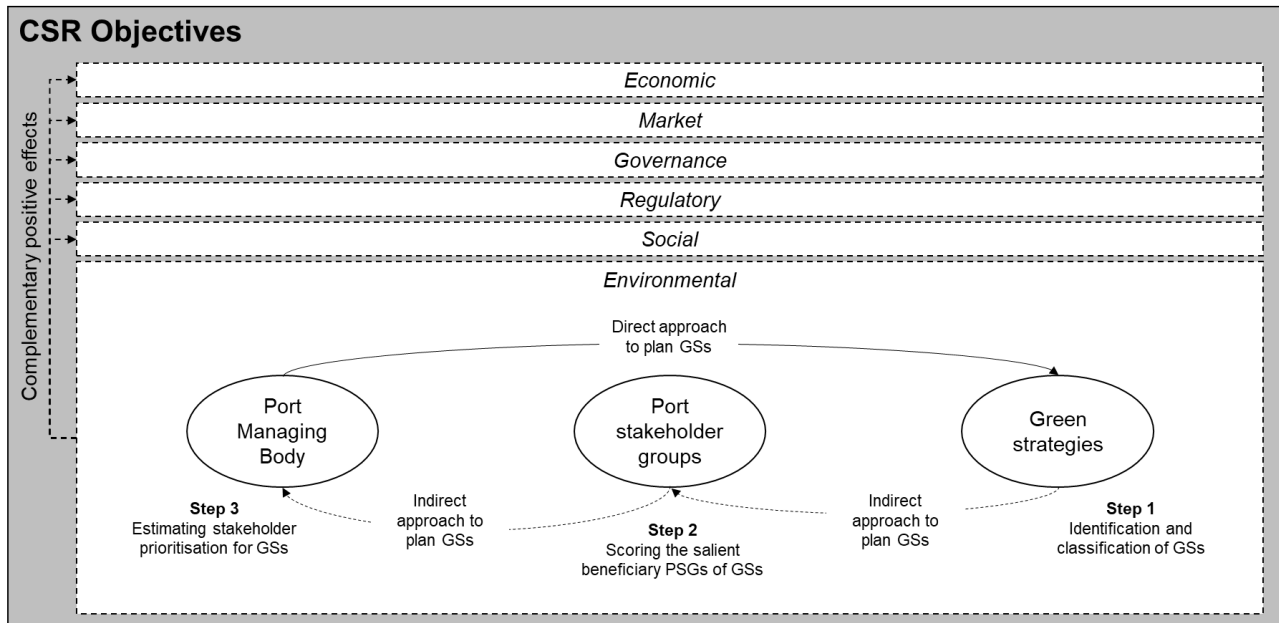 CSR Objectives
Complementary positive effects
Economic
Market
Governance
Regulatory
Social
Environmental
Direct approach
to plan GSs
Port
Managing
Body
Port
stakeholder
groups
Green
strategies
Step 3
Estimating stakeholder
prioritisation for GSs
Indirect
approach to
plan GSs
Step 2
Scoring the salient
beneficiary PSGs of GSs
Indirect
approach to
plan GSs
Step 1
Identification and
classification of GSs